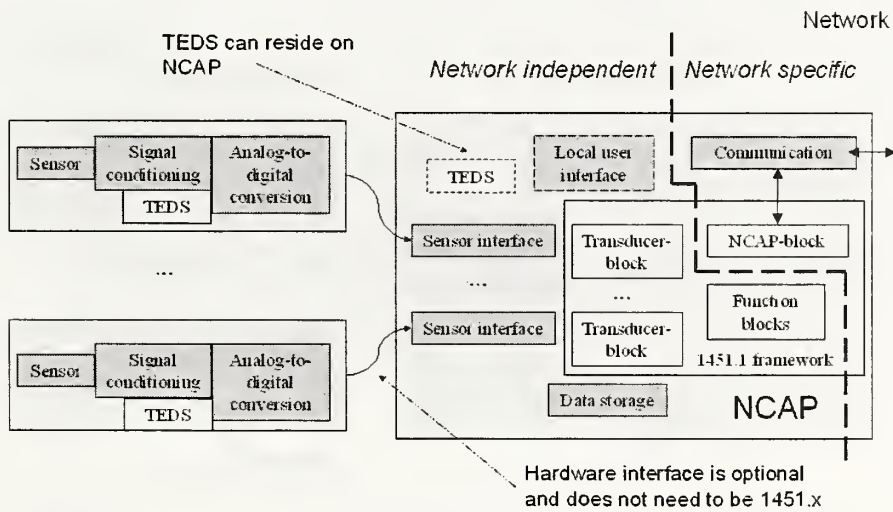 Network
TEDS can reside on
NCAP
Network independent
Network specific
Sensor
Signal
conditioning
Analog-to-
digital
conversion
TEDS
TEDS
Local user
interface
Communication
Sensor interface
Transducer-
block
NCAP-block
...
...
...
Function
blocks
Sensor interface
Transducer-
block
Sensor
Signal
conditioning
Analog-to-
digital
conversion
TEDS
1451.1 framework
Data storage
NCAP
Hardware interface is optional
and does not need to be 1451.x